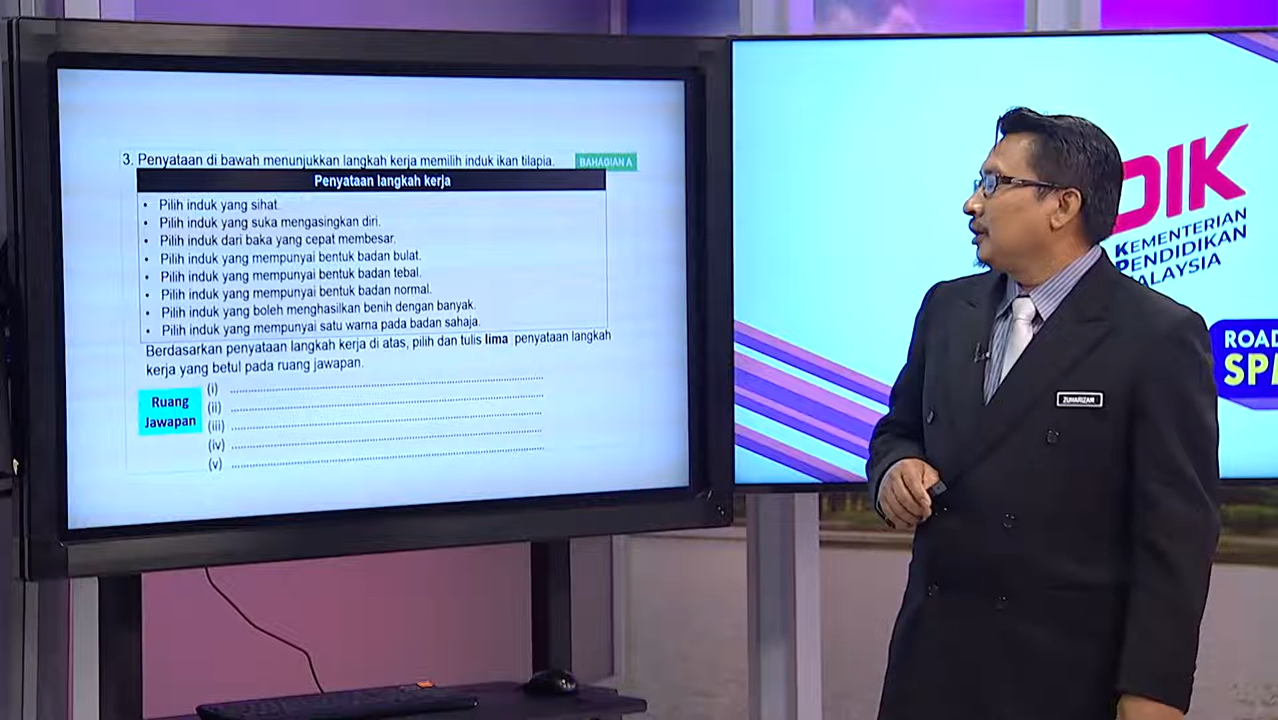 3. Penyataan di bawah menunjukkan langkah kerja memilih induk ikan tilapia.
BAHAGIAN A
Penyataan langkah kerja
• Pilih induk yang sihat.
• Pilih induk yang suka mengasingkan diri.
• Pilih induk dari baka yang cepat membesar.
• Pilih induk yang mempunyai bentuk badan bulat.
• Pilih induk yang mempunyai bentuk badan tebal.
• Pilih induk yang mempunyai bentuk badan normal.
• Pilih induk yang boleh menghasilkan benih dengan banyak.
• Pilih induk yang mempunyai satu warna pada badan sahaja.
Berdasarkan penyataan langkah kerja di atas, pilih dan tulis lima penyataan langkah
kerja yang betul pada ruang jawapan.
Ruang
Jawapan
(i)
(ii)
(iii)
(iv)
(v)
DIK
KEMENTERIAN
PENDIDIKAN
ALAYSIA
ROAD
SPM
ZUHARIZAM